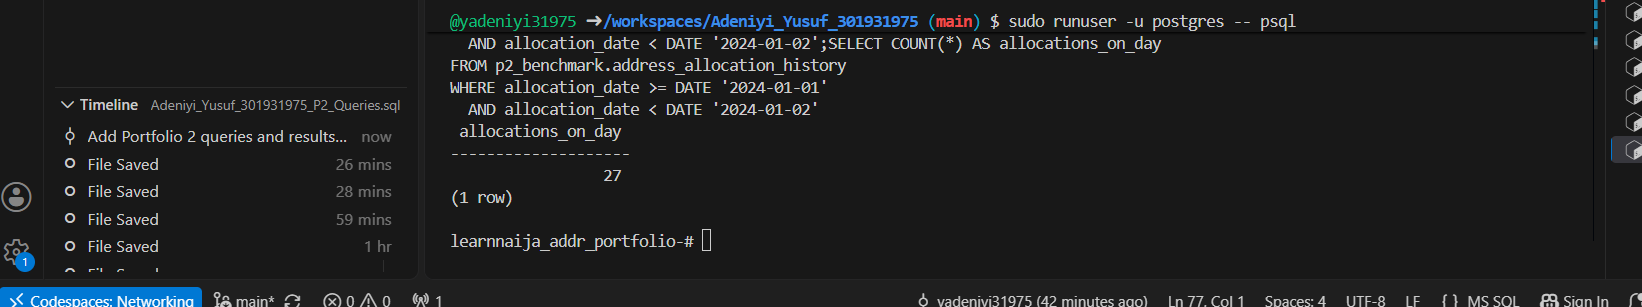 @yadeniyi31975 ➜/workspaces/Adeniyi_Yusuf_301931975 (main) $ sudo runuser -u postgres -- psql
  AND allocation_date < DATE '2024-01-02';SELECT COUNT(*) AS allocations_on_day
FROM p2_benchmark.address_allocation_history
WHERE allocation_date >= DATE '2024-01-01'
  AND allocation_date < DATE '2024-01-02'
 allocations_on_day
--------------------
                 27
(1 row)
learnnaija_addr_portfolio-#
Timeline Adeniyi_Yusuf_301931975_P2_Queries.sql
Add Portfolio 2 queries and results... now
File Saved 26 mins
File Saved 28 mins
File Saved 59 mins
File Saved 1 hr
File Saved
1
Codespaces: Networking main* 0 0 1 yadeniyi31975 (42 minutes ago) Ln 77, Col 1 Spaces: 4 UTF-8 LF { } MS SQL Sign In